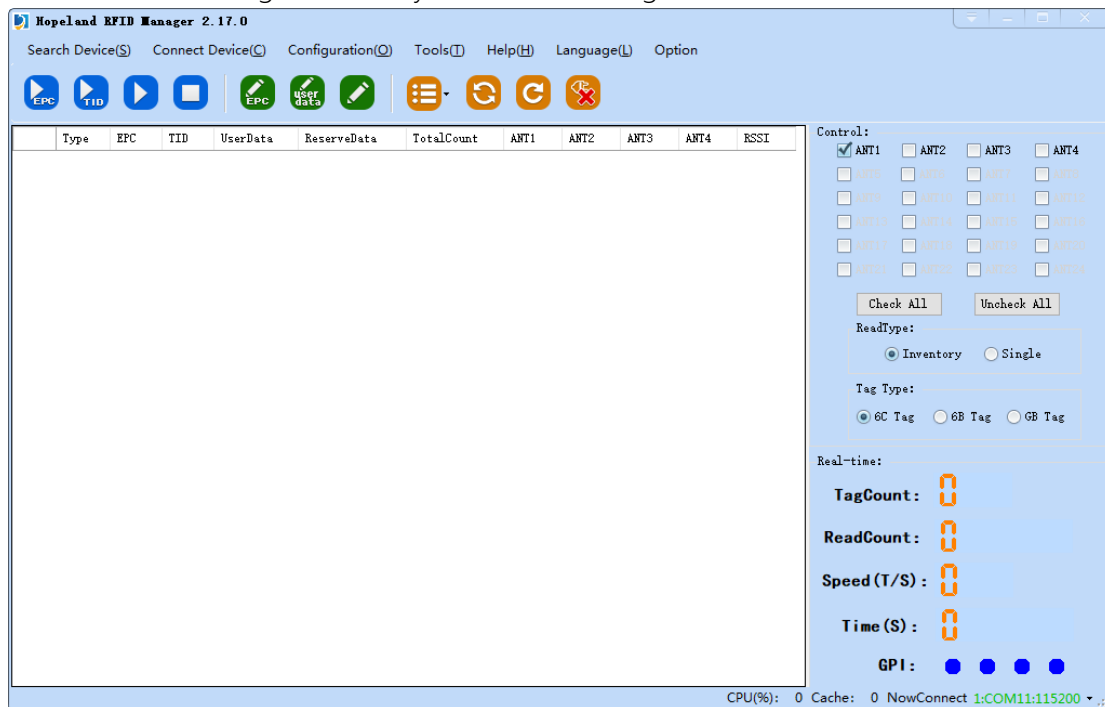 Hopeland RFID Manager 2.17.0
Search Device(S) Connect Device(C) Configuration(O) Tools(T) Help(H) Language(L) Option
EPC TID EPC user data
Type EPC TID UserData ReserveData TotalCount ANT1 ANT2 ANT3 ANT4 RSSI
Control:
ANT1 ANT2 ANT3 ANT4
Check All Uncheck All
ReadType:
Inventory Single
Tag Type:
6C Tag 6B Tag GB Tag
Real-time:
TagCount: 0
ReadCount: 0
Speed(T/S): 0
Time(S): 0
GPI:
CPU(%): 0 Cache: 0 NowConnect 1:COM11:115200